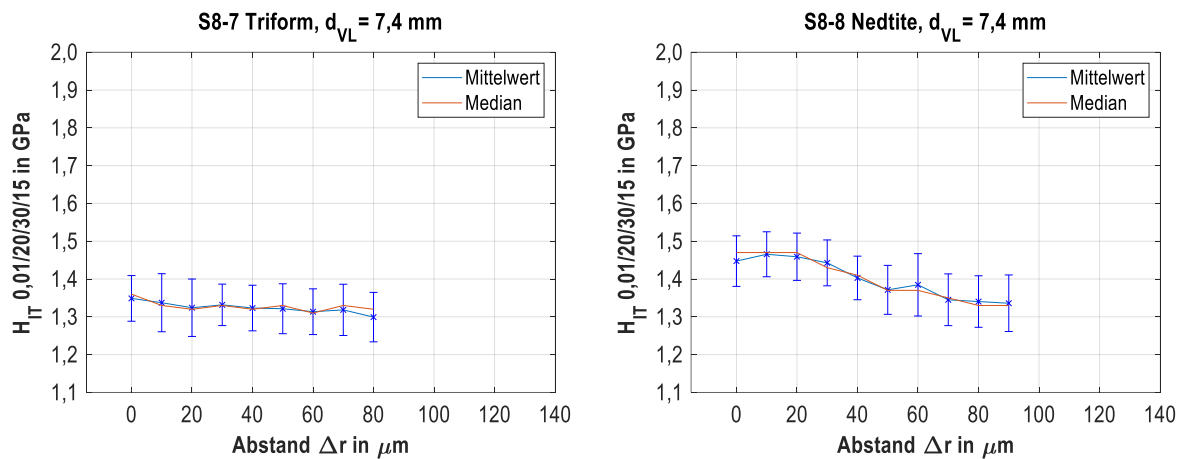 S8-7 Triform, d_VL = 7,4 mm
2,0
1,9
1,8
1,7
1,6
1,5
1,4
1,3
1,2
1,1
H_IT 0,01/20/30/15 in GPa
Mittelwert
Median
0 20 40 60 80 100 120 140
Abstand Δr in μm
S8-8 Nedtite, d_VL = 7,4 mm
2,0
1,9
1,8
1,7
1,6
1,5
1,4
1,3
1,2
1,1
H_IT 0,01/20/30/15 in GPa
Mittelwert
Median
0 20 40 60 80 100 120 140
Abstand Δr in μm